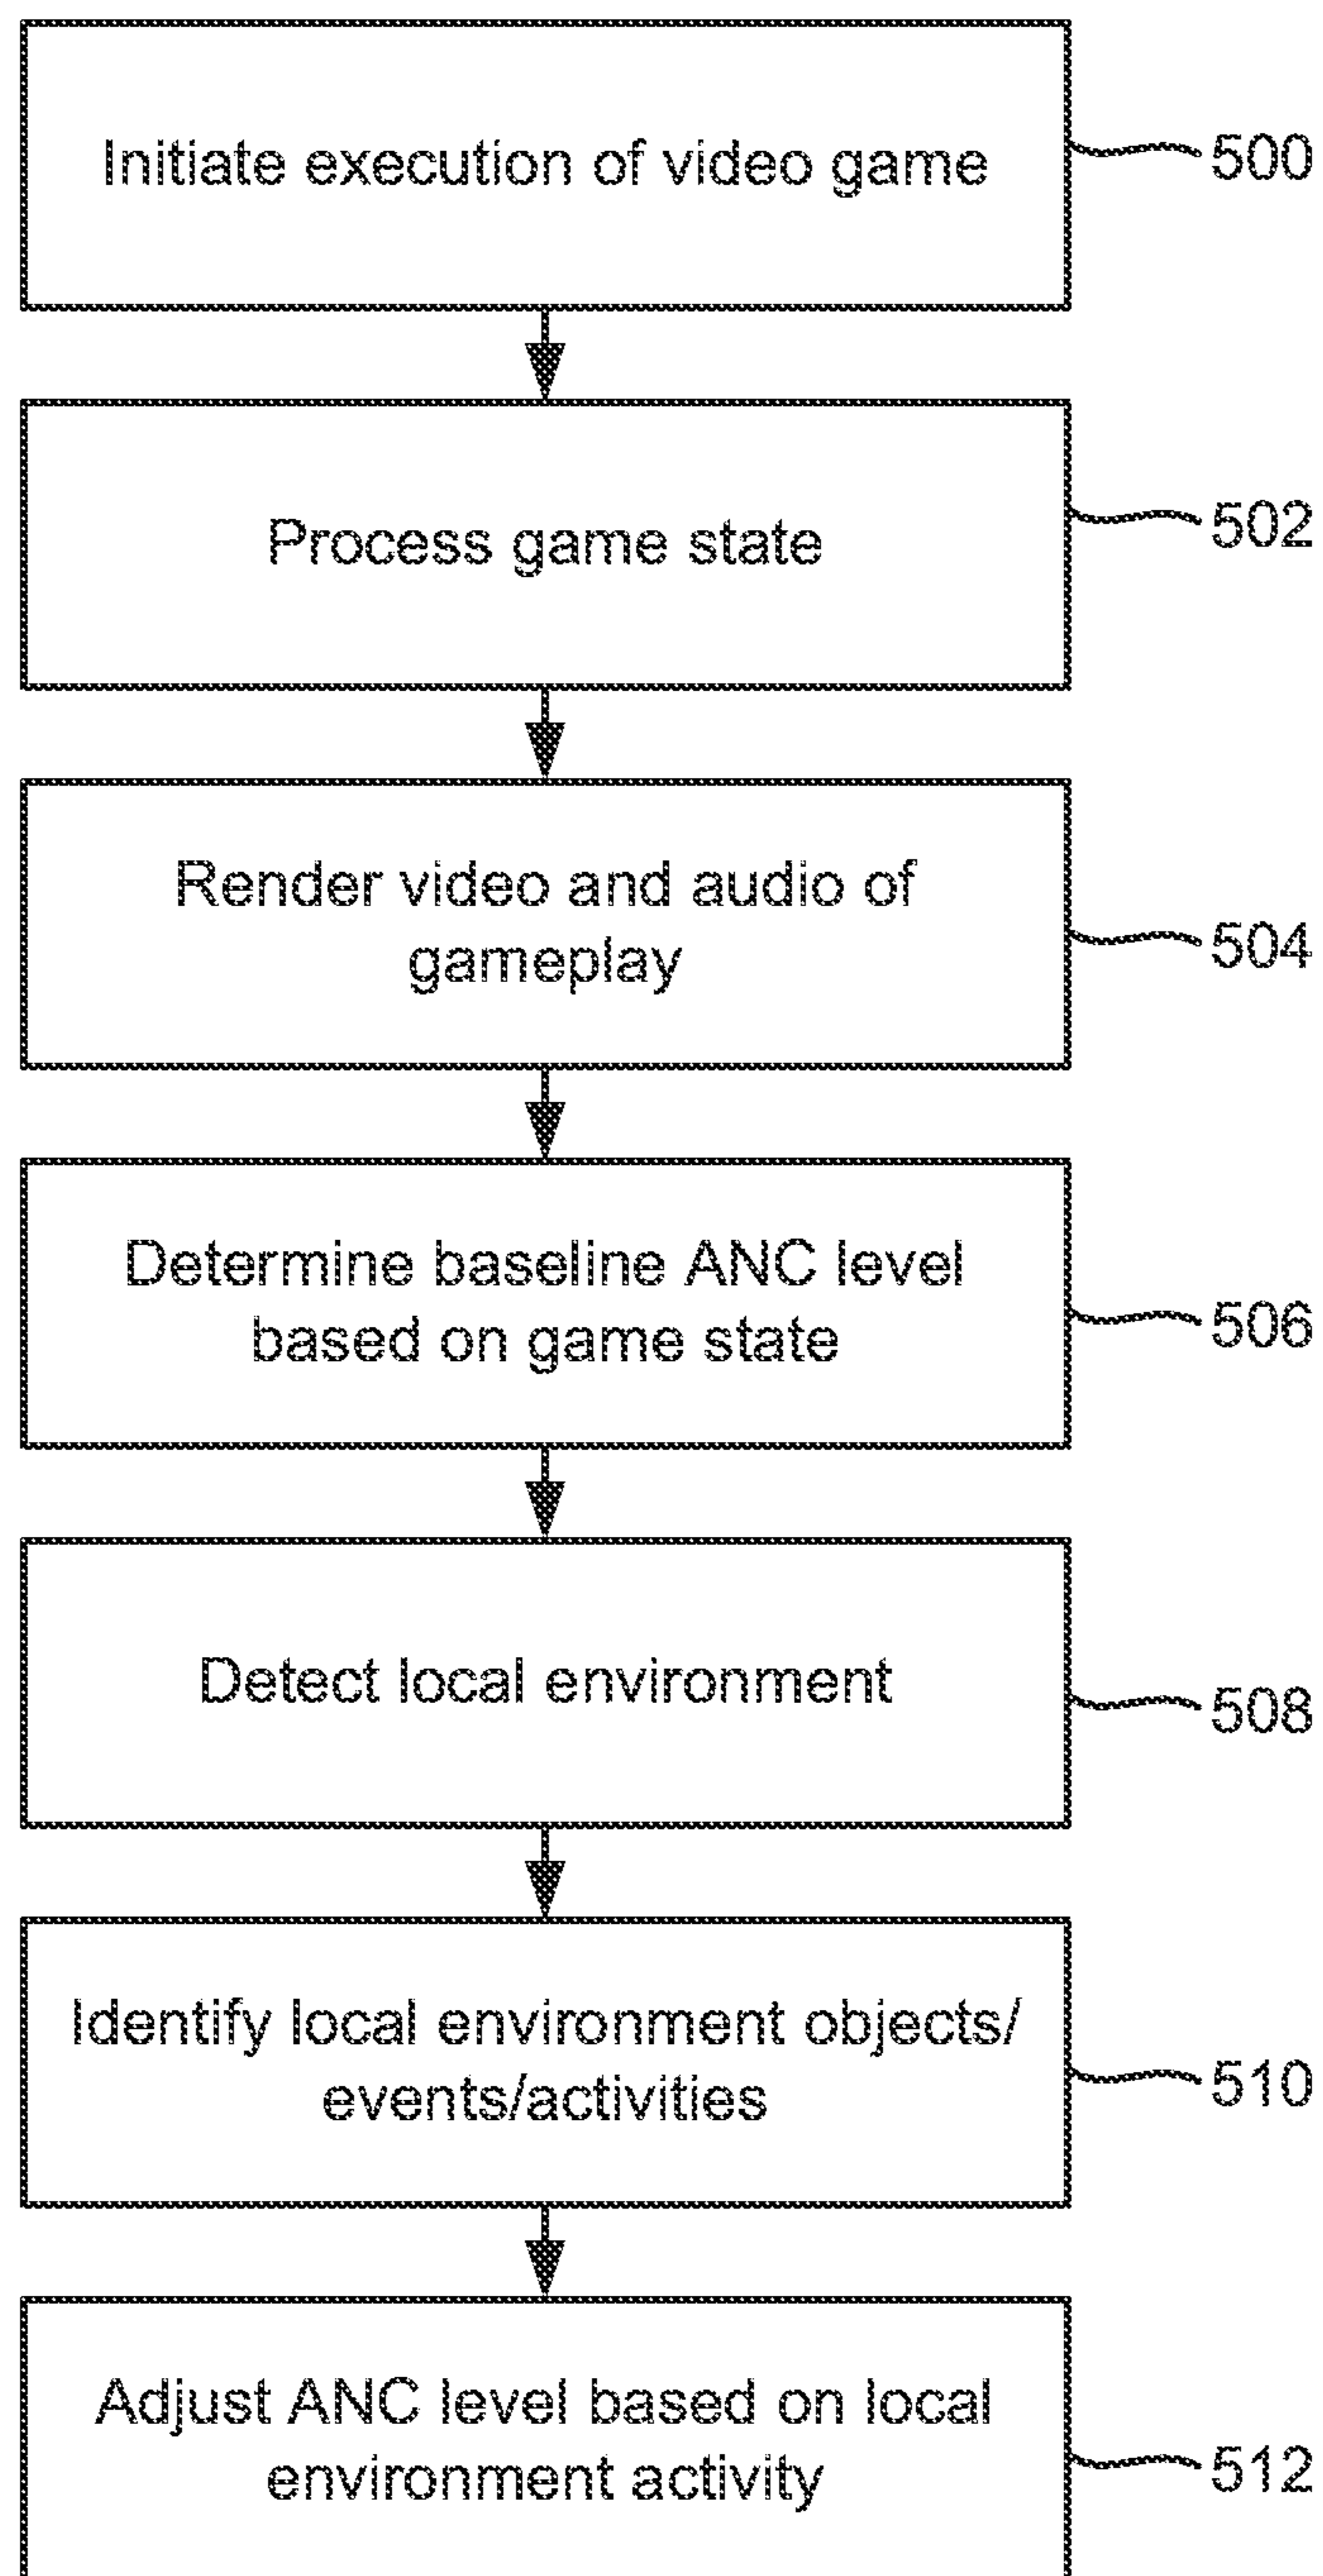 Initiate execution of video game
500
Process game state
502
Render video and audio of
gameplay
504
Determine baseline ANC level
based on game state
506
Detect local environment
508
Identify local environment objects/
events/activities
510
Adjust ANC level based on local
environment activity
512